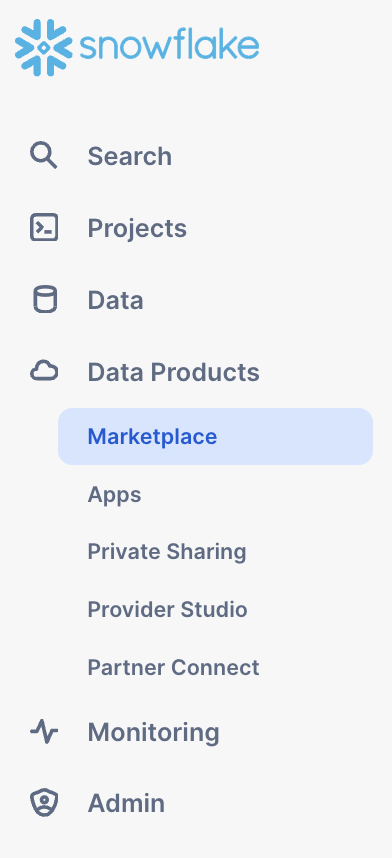 snowflake
Search
Projects
Data
Data Products
Marketplace
Apps
Private Sharing
Provider Studio
Partner Connect
Monitoring
Admin